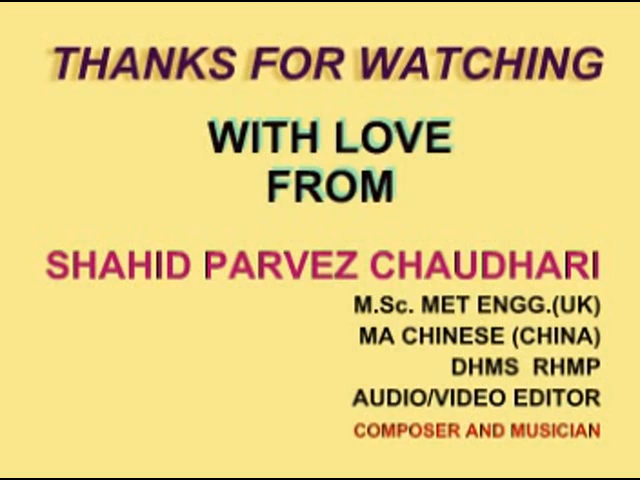 THANKS FOR WATCHING
WITH LOVE
FROM
SHAHID PARVEZ CHAUDHARI
M.Sc. MET ENGG.(UK)
MA CHINESE (CHINA)
DHMS RHMP
AUDIO/VIDEO EDITOR
COMPOSER AND MUSICIAN